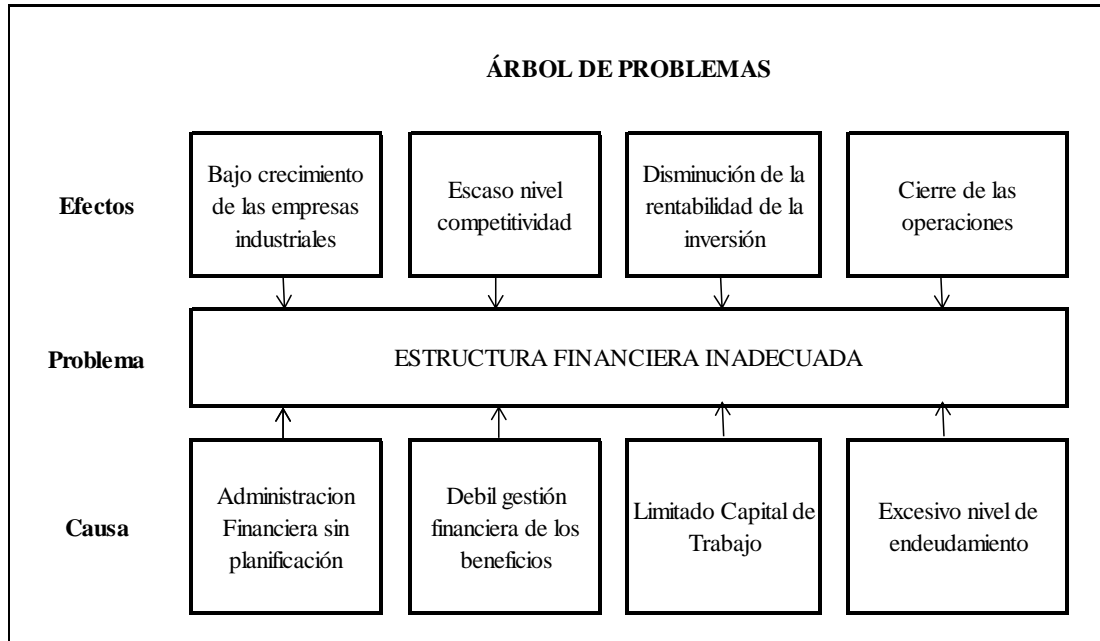 ÁRBOL DE PROBLEMAS
Efectos
Bajo crecimiento
de las empresas
industriales
Escaso nivel
competitividad
Disminución de la
rentabilidad de la
inversión
Cierre de las
operaciones
Problema
ESTRUCTURA FINANCIERA INADECUADA
Causa
Administracion
Financiera sin
planificación
Debil gestión
financiera de los
beneficios
Limitado Capital de
Trabajo
Excesivo nivel de
endeudamiento